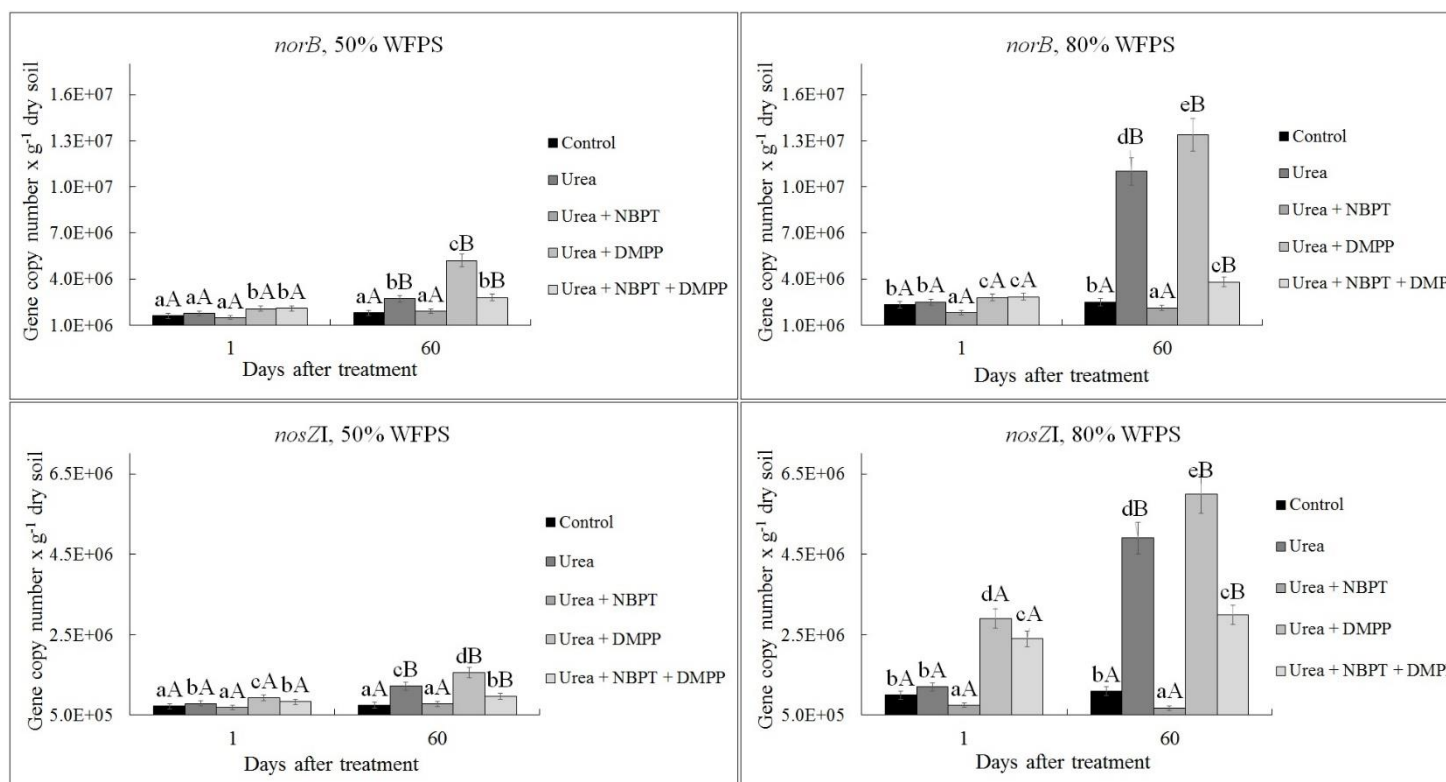 norB, 50% WFPS
Gene copy number x g-1 dry soil
1.6E+07
1.3E+07
1.0E+07
7.0E+06
4.0E+06
1.0E+06
aA aA aA bA bA
aA bB aA cB bB
1 60
Days after treatment
Control
Urea
Urea + NBPT
Urea + DMPP
Urea + NBPT + DMPP
norB, 80% WFPS
Gene copy number x g-1 dry soil
1.6E+07
1.3E+07
1.0E+07
7.0E+06
4.0E+06
1.0E+06
bA bA aA cA cA
bA dB aA eB cB
1 60
Days after treatment
Control
Urea
Urea + NBPT
Urea + DMPP
Urea + NBPT + DMP
nosZI, 50% WFPS
Gene copy number x g-1 dry soil
6.5E+06
4.5E+06
2.5E+06
5.0E+05
aA bA aA cA bA
aA cB aA dB bB
1 60
Days after treatment
Control
Urea
Urea + NBPT
Urea + DMPP
Urea + NBPT + DMPP
nosZI, 80% WFPS
Gene copy number x g-1 dry soil
6.5E+06
4.5E+06
2.5E+06
5.0E+05
bA bA aA dA cA
bA dB aA eB cB
1 60
Days after treatment
Control
Urea
Urea + NBPT
Urea + DMPP
Urea + NBPT + DMP